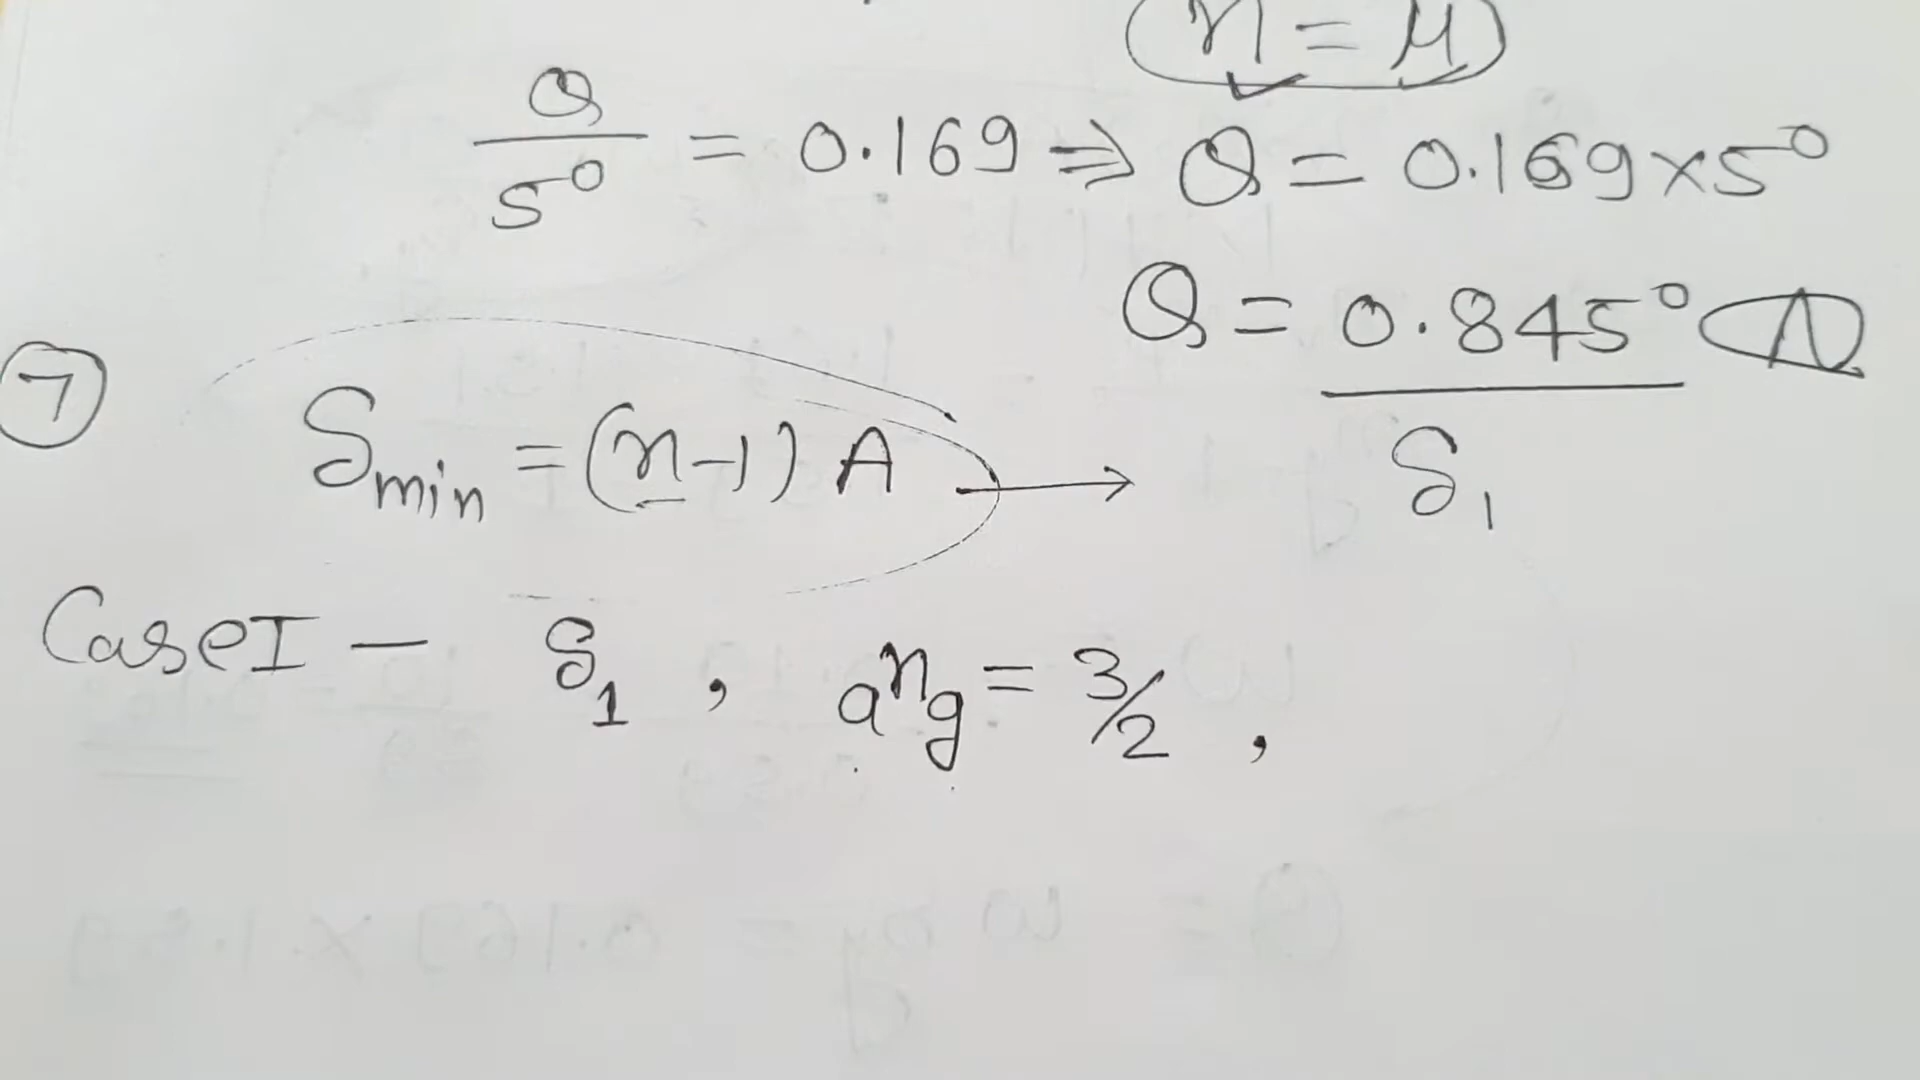 n = μ
θ/5° = 0.169 ⇒ θ = 0.169×5°
θ = 0.845°
7 δmin = (n-1) A → δ1
Case I - δ1, ang = 3/2,